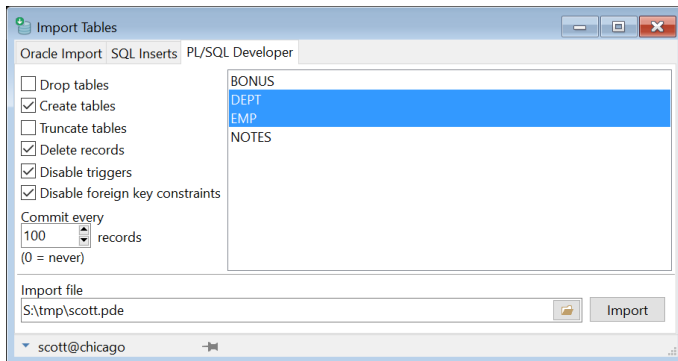 Import Tables
Oracle Import SQL Inserts PL/SQL Developer
Drop tables
Create tables
Truncate tables
Delete records
Disable triggers
Disable foreign key constraints
Commit every
100 records
(0 = never)
BONUS
DEPT
EMP
NOTES
Import file
S:\tmp\scott.pde
Import
scott@chicago